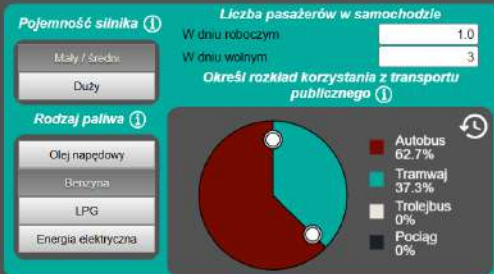 Pojemność silnika
Mały / średni
Duży
Rodzaj paliwa
Olej napędowy
Benzyna
LPG
Energia elektryczna
Liczba pasażerów w samochodzie
W dniu roboczym 1.0
W dniu wolnym 3
Określ rozkład korzystania z transportu
publicznego
Autobus
62.7%
Tramwaj
37.3%
Trolejbus
0%
Pociąg
0%